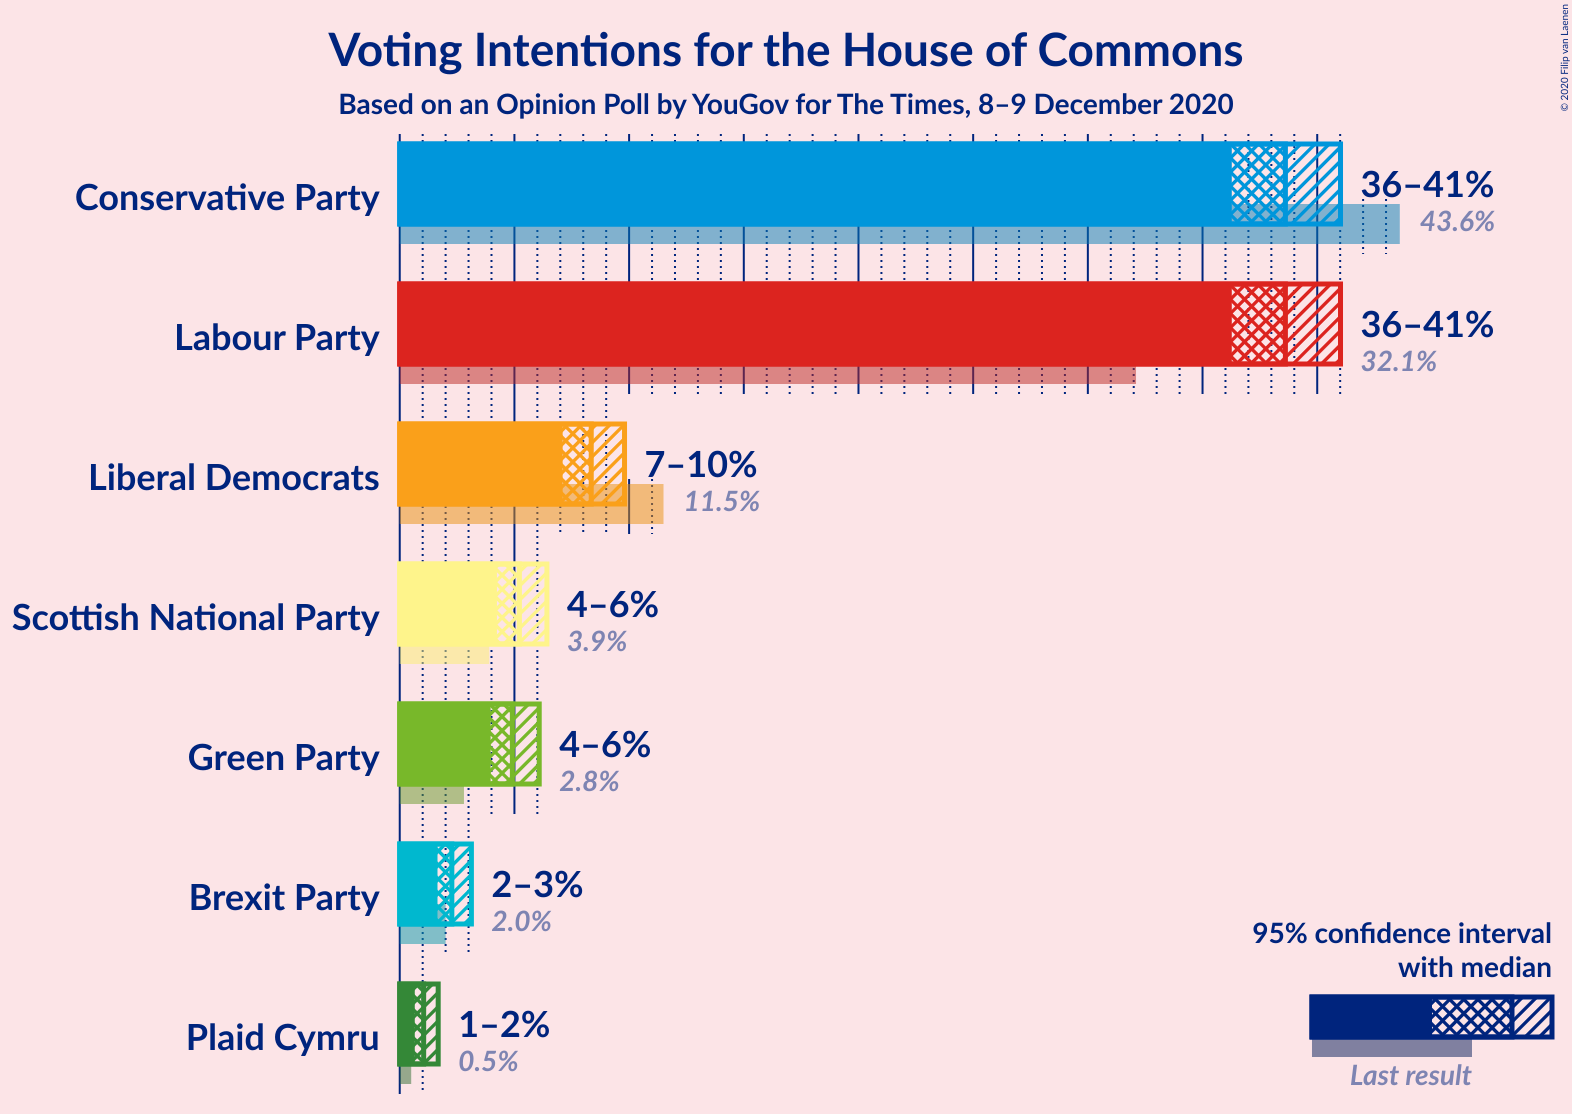 Voting Intentions for the House of Commons
Based on an Opinion Poll by YouGov for The Times, 8–9 December 2020
© 2020 Filip van Laenen
Conservative Party
36–41%
43.6%
Labour Party
36–41%
32.1%
Liberal Democrats
7–10%
11.5%
Scottish National Party
4–6%
3.9%
Green Party
4–6%
2.8%
Brexit Party
2–3%
2.0%
Plaid Cymru
1–2%
0.5%
95% confidence interval
with median
Last result